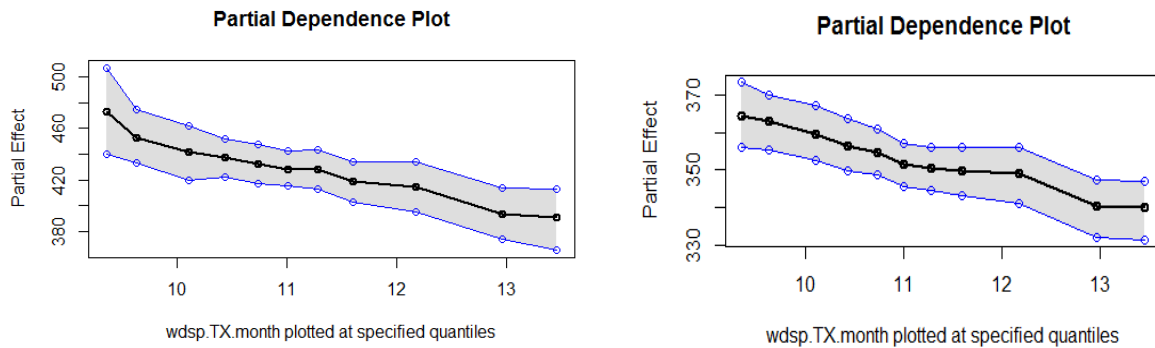 Partial Dependence Plot
Partial Effect
500
460
420
380
10 11 12 13
wdsp.TX.month plotted at specified quantiles
Partial Dependence Plot
Partial Effect
370
350
330
10 11 12 13
wdsp.TX.month plotted at specified quantiles